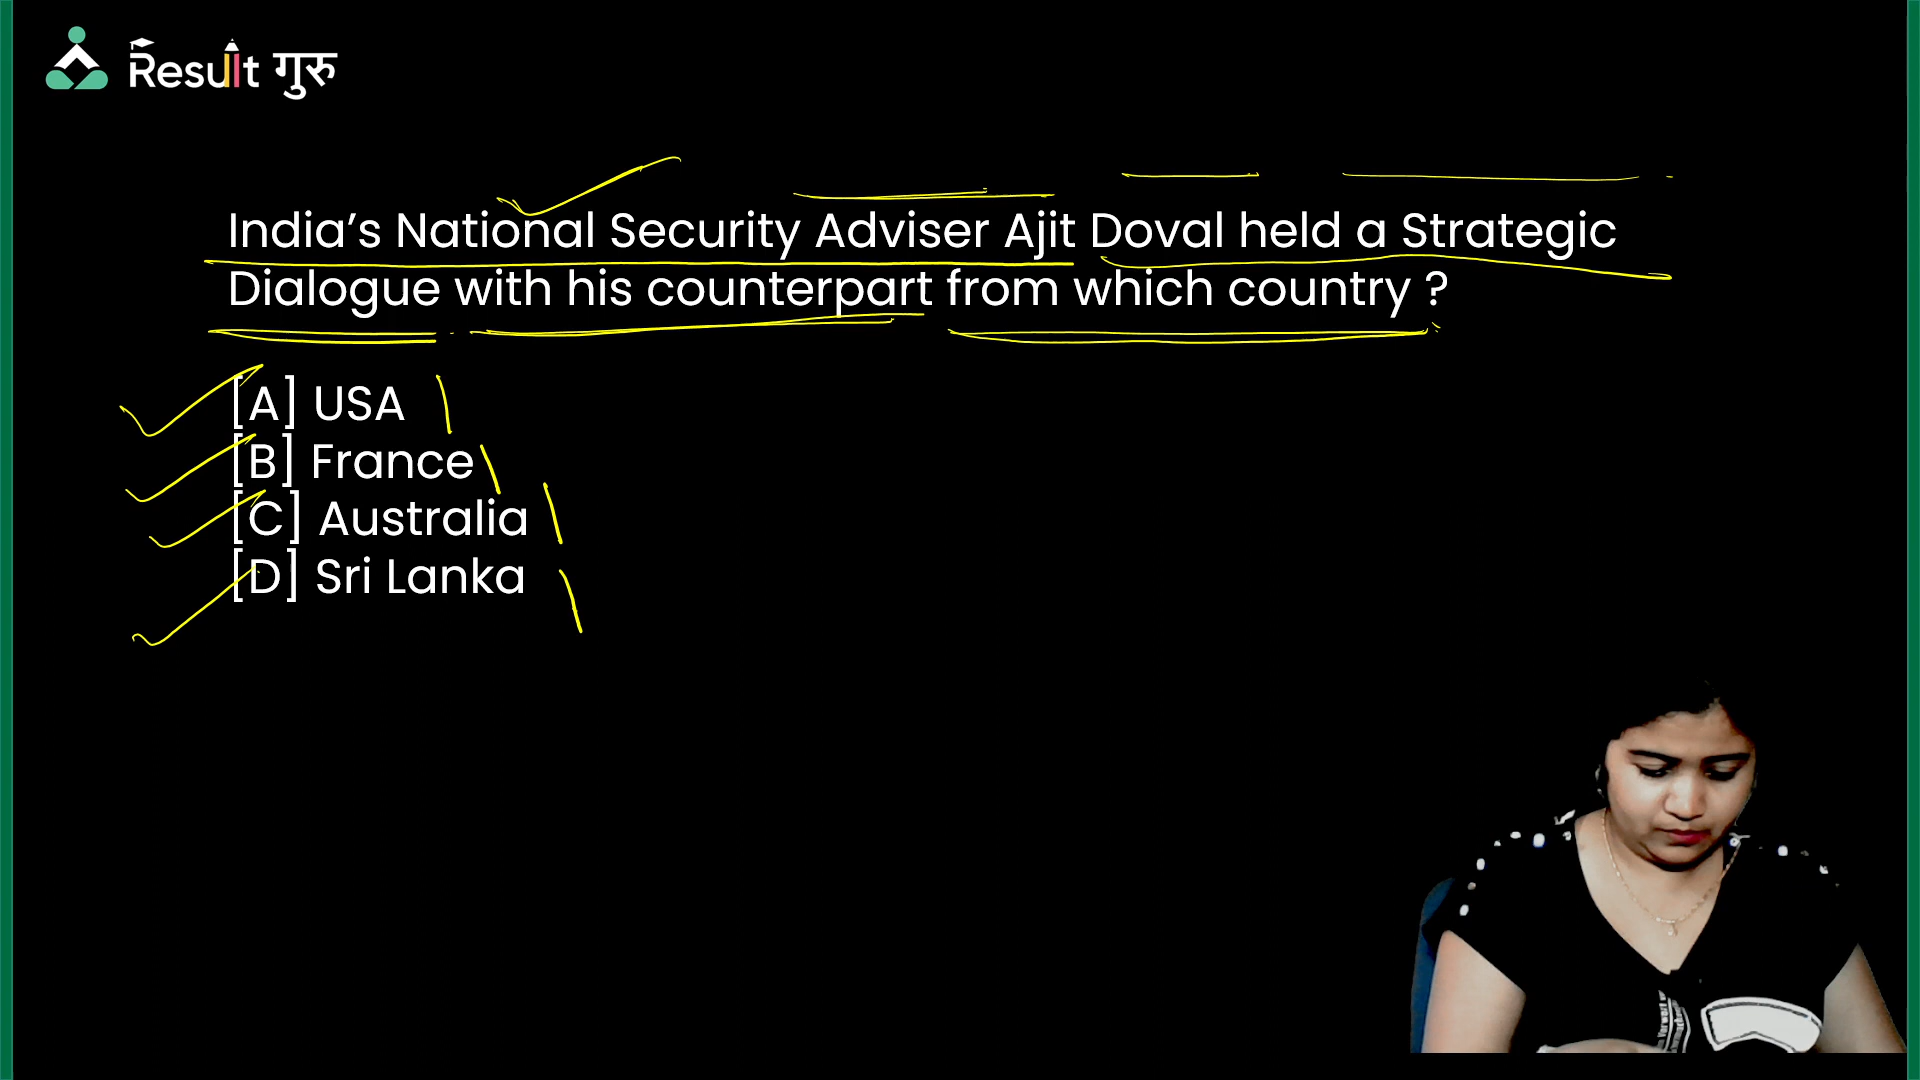 Result गुरु
India’s National Security Adviser Ajit Doval held a Strategic
Dialogue with his counterpart from which country ?
[A] USA
[B] France
[C] Australia
[D] Sri Lanka